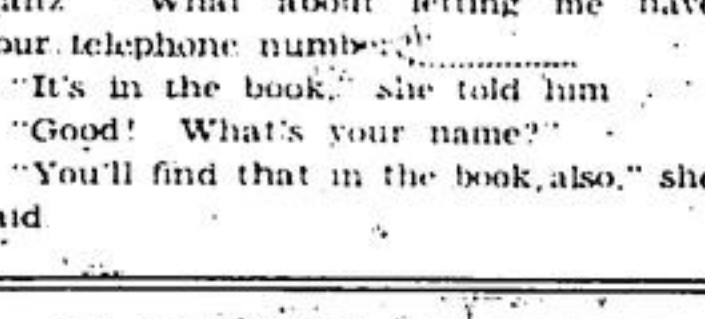 What about letting me have
our telephone number?"
"It's in the book," she told him
"Good! What's your name?"
"You'll find that in the book, also," she
aid